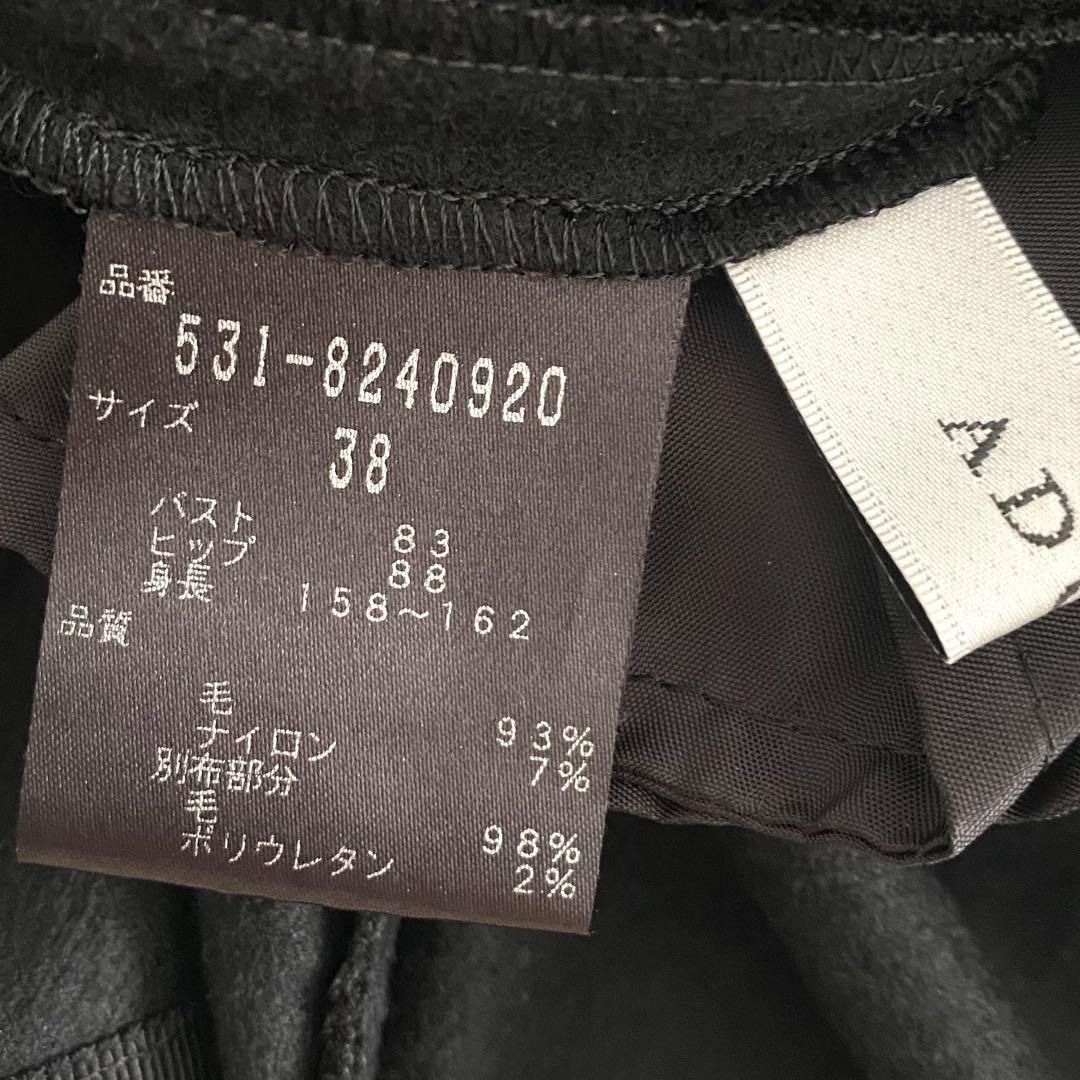 品番
531-8240920
サイズ
38
バスト 83
ヒップ 88
身長 158～162
品質
毛 93%
ナイロン 7%
別布部分
毛 98%
ポリウレタン 2%
AD